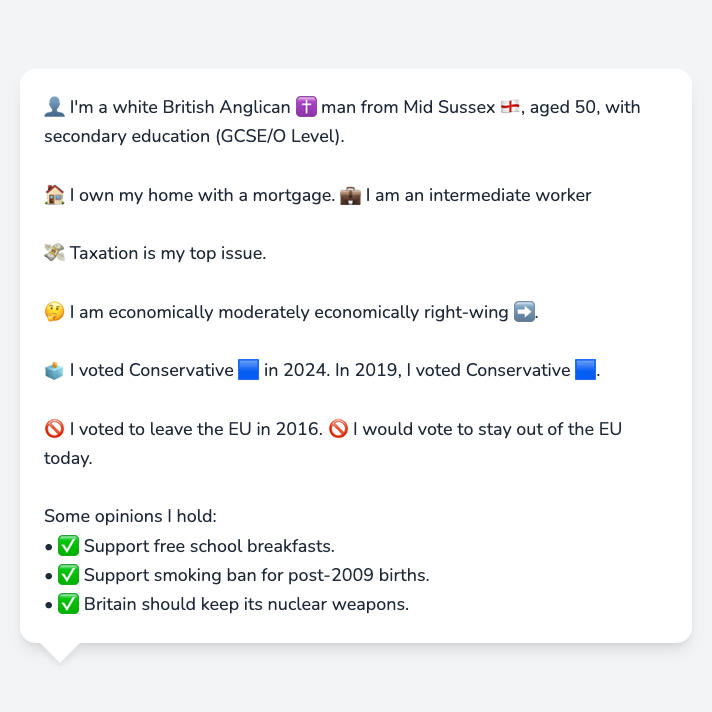 👤 I'm a white British Anglican ✝️ man from Mid Sussex 🏴󠁧󠁢󠁥󠁮󠁧󠁿, aged 50, with
secondary education (GCSE/O Level).
🏠 I own my home with a mortgage. 💼 I am an intermediate worker
💸 Taxation is my top issue.
🤔 I am economically moderately economically right-wing ➡️.
🗳️ I voted Conservative 🟦 in 2024. In 2019, I voted Conservative 🟦.
🚫 I voted to leave the EU in 2016. 🚫 I would vote to stay out of the EU
today.
Some opinions I hold:
• ✅ Support free school breakfasts.
• ✅ Support smoking ban for post-2009 births.
• ✅ Britain should keep its nuclear weapons.